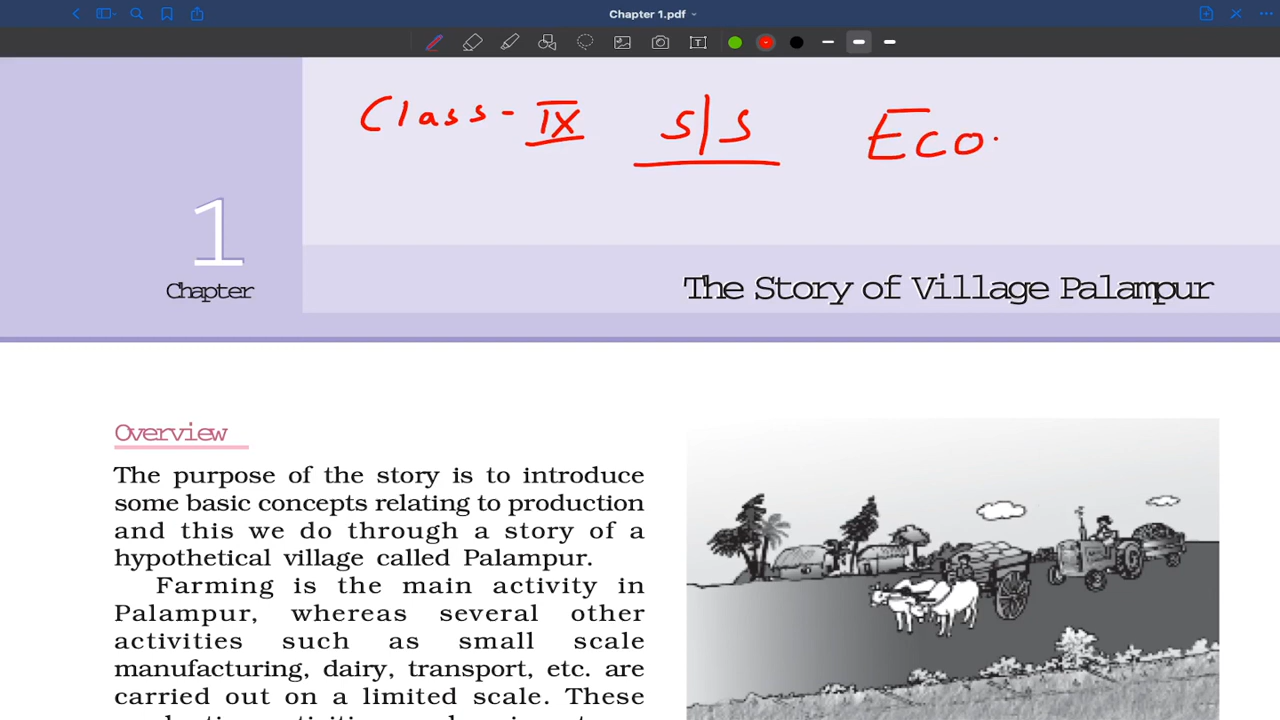 Chapter 1.pdf
T
Class - IX S/S Eco.
1
Chapter
The Story of Village Palampur
Overview
The purpose of the story is to introduce
some basic concepts relating to production
and this we do through a story of a
hypothetical village called Palampur.
Farming is the main activity in
Palampur, whereas several other
activities such as small scale
manufacturing, dairy, transport, etc. are
carried out on a limited scale. These